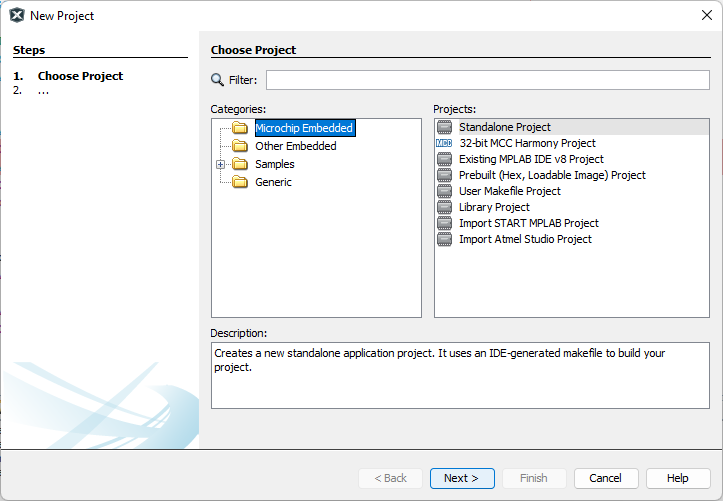 New Project
Steps
1. Choose Project
2. ...
Choose Project
Filter:
Categories:
Microchip Embedded
Other Embedded
Samples
Generic
Projects:
Standalone Project
MCC 32-bit MCC Harmony Project
Existing MPLAB IDE v8 Project
Prebuilt (Hex, Loadable Image) Project
User Makefile Project
Library Project
Import START MPLAB Project
Import Atmel Studio Project
Description:
Creates a new standalone application project. It uses an IDE-generated makefile to build your
project.
< Back
Next >
Finish
Cancel
Help